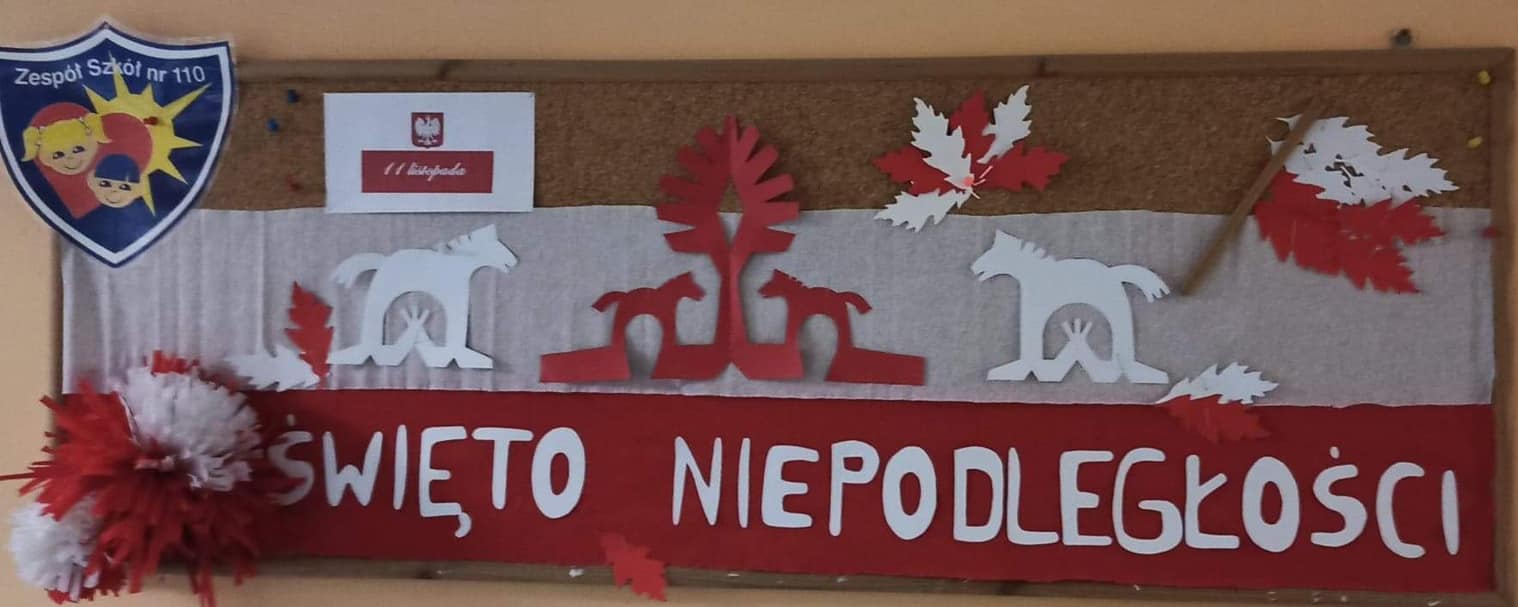 Zespół Szkół nr 110
11 listopada
ŚWIĘTO NIEPODLEGŁOŚCI